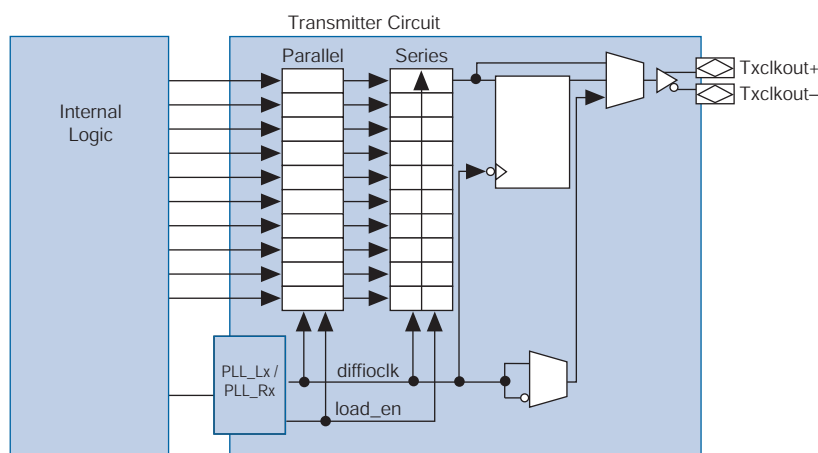 Transmitter Circuit
Parallel
Series
Txclkout+
Txclkout–
Internal
Logic
PLL_Lx /
PLL_Rx
diffioclk
load_en